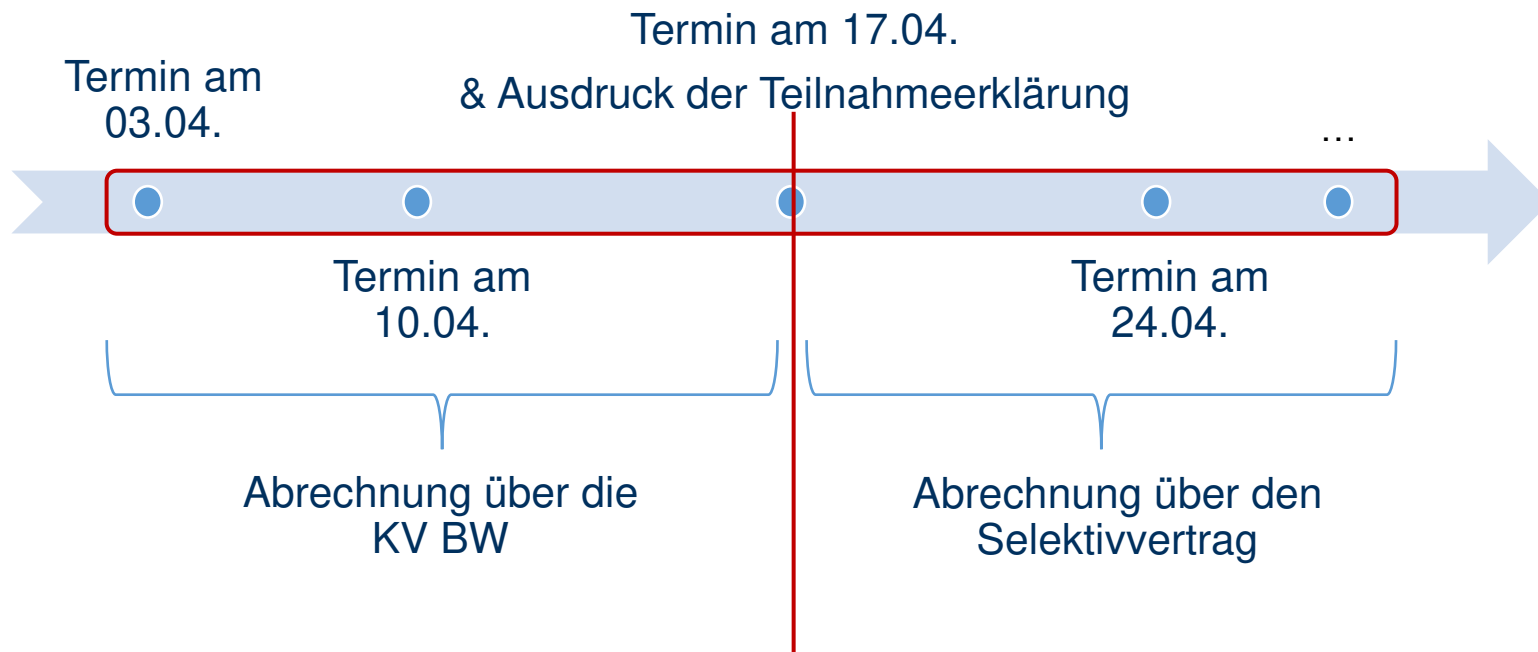 Termin am 17.04.
& Ausdruck der Teilnahmeerklärung
Termin am
03.04.
...
Termin am
10.04.
Termin am
24.04.
Abrechnung über die
KV BW
Abrechnung über den
Selektivvertrag